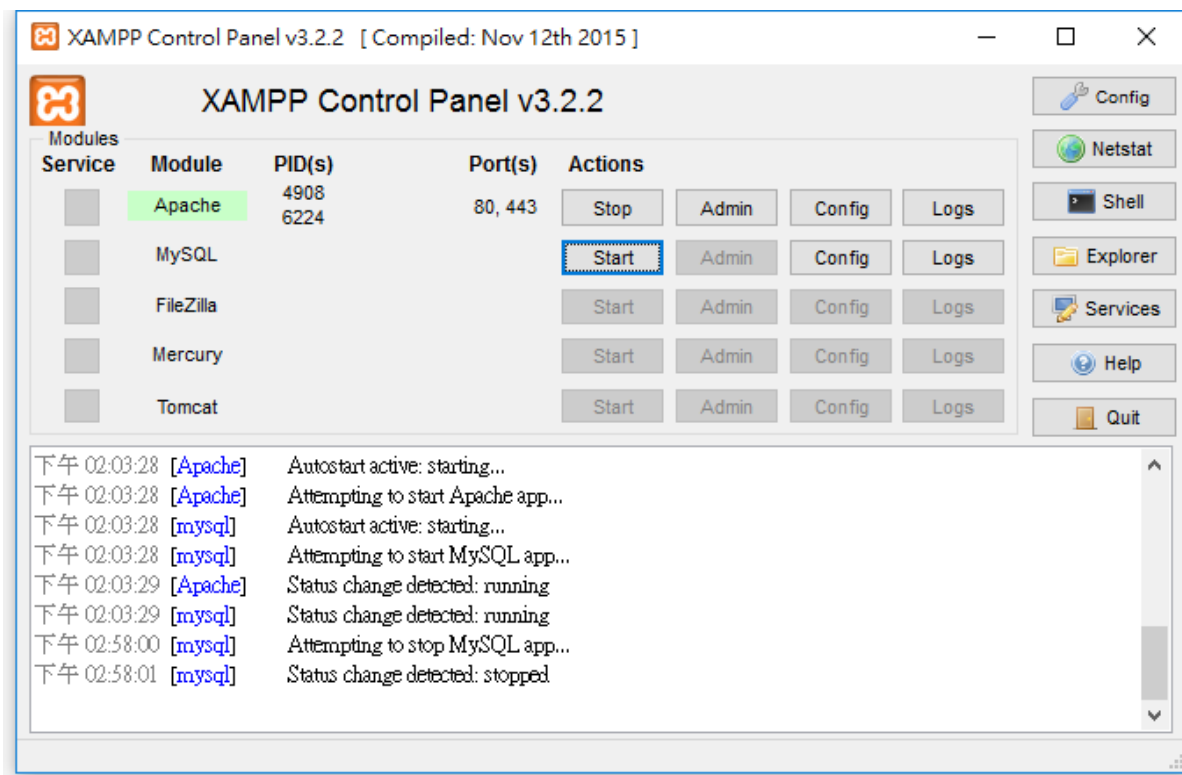 XAMPP Control Panel v3.2.2 [ Compiled: Nov 12th 2015 ]
XAMPP Control Panel v3.2.2
Config
Modules
Netstat
Service Module PID(s) Port(s) Actions
Apache 4908 6224 80, 443 Stop Admin Config Logs
Shell
MySQL Start Admin Config Logs
Explorer
FileZilla Start Admin Config Logs
Services
Mercury Start Admin Config Logs
Help
Tomcat Start Admin Config Logs
Quit
下午 02:03:28 [Apache] Autostart active: starting...
下午 02:03:28 [Apache] Attempting to start Apache app...
下午 02:03:28 [mysql] Autostart active: starting...
下午 02:03:28 [mysql] Attempting to start MySQL app...
下午 02:03:29 [Apache] Status change detected: running
下午 02:03:29 [mysql] Status change detected: running
下午 02:58:00 [mysql] Attempting to stop MySQL app...
下午 02:58:01 [mysql] Status change detected: stopped